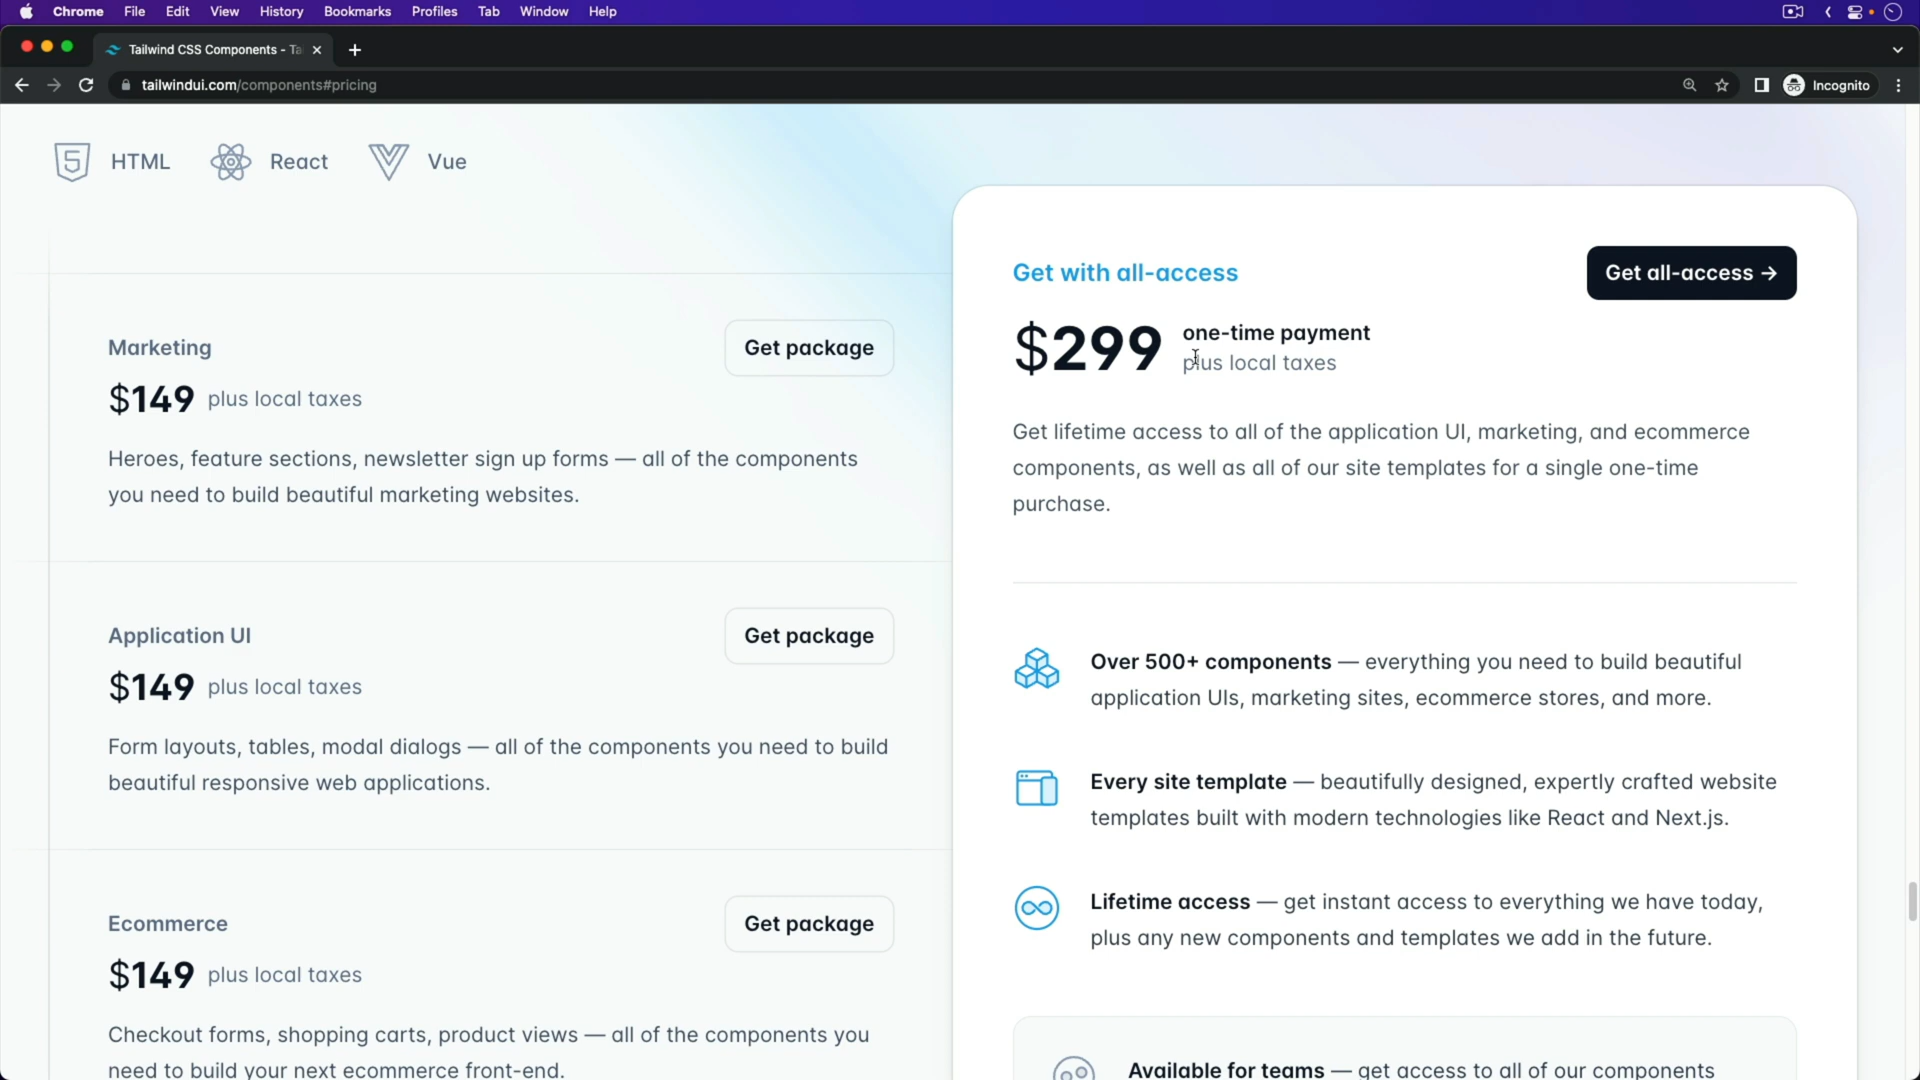 Chrome File Edit View History Bookmarks Profiles Tab Window Help
Tailwind CSS Components - Ta
tailwindui.com/components#pricing
Incognito
HTML React Vue
Marketing
Get package
$149 plus local taxes
Heroes, feature sections, newsletter sign up forms — all of the components
you need to build beautiful marketing websites.
Application UI
Get package
$149 plus local taxes
Form layouts, tables, modal dialogs — all of the components you need to build
beautiful responsive web applications.
Ecommerce
Get package
$149 plus local taxes
Checkout forms, shopping carts, product views — all of the components you
need to build your next ecommerce front-end.
Get with all-access
Get all-access →
$299 one-time payment
plus local taxes
Get lifetime access to all of the application UI, marketing, and ecommerce
components, as well as all of our site templates for a single one-time
purchase.
Over 500+ components — everything you need to build beautiful
application UIs, marketing sites, ecommerce stores, and more.
Every site template — beautifully designed, expertly crafted website
templates built with modern technologies like React and Next.js.
Lifetime access — get instant access to everything we have today,
plus any new components and templates we add in the future.
Available for teams — get access to all of our components